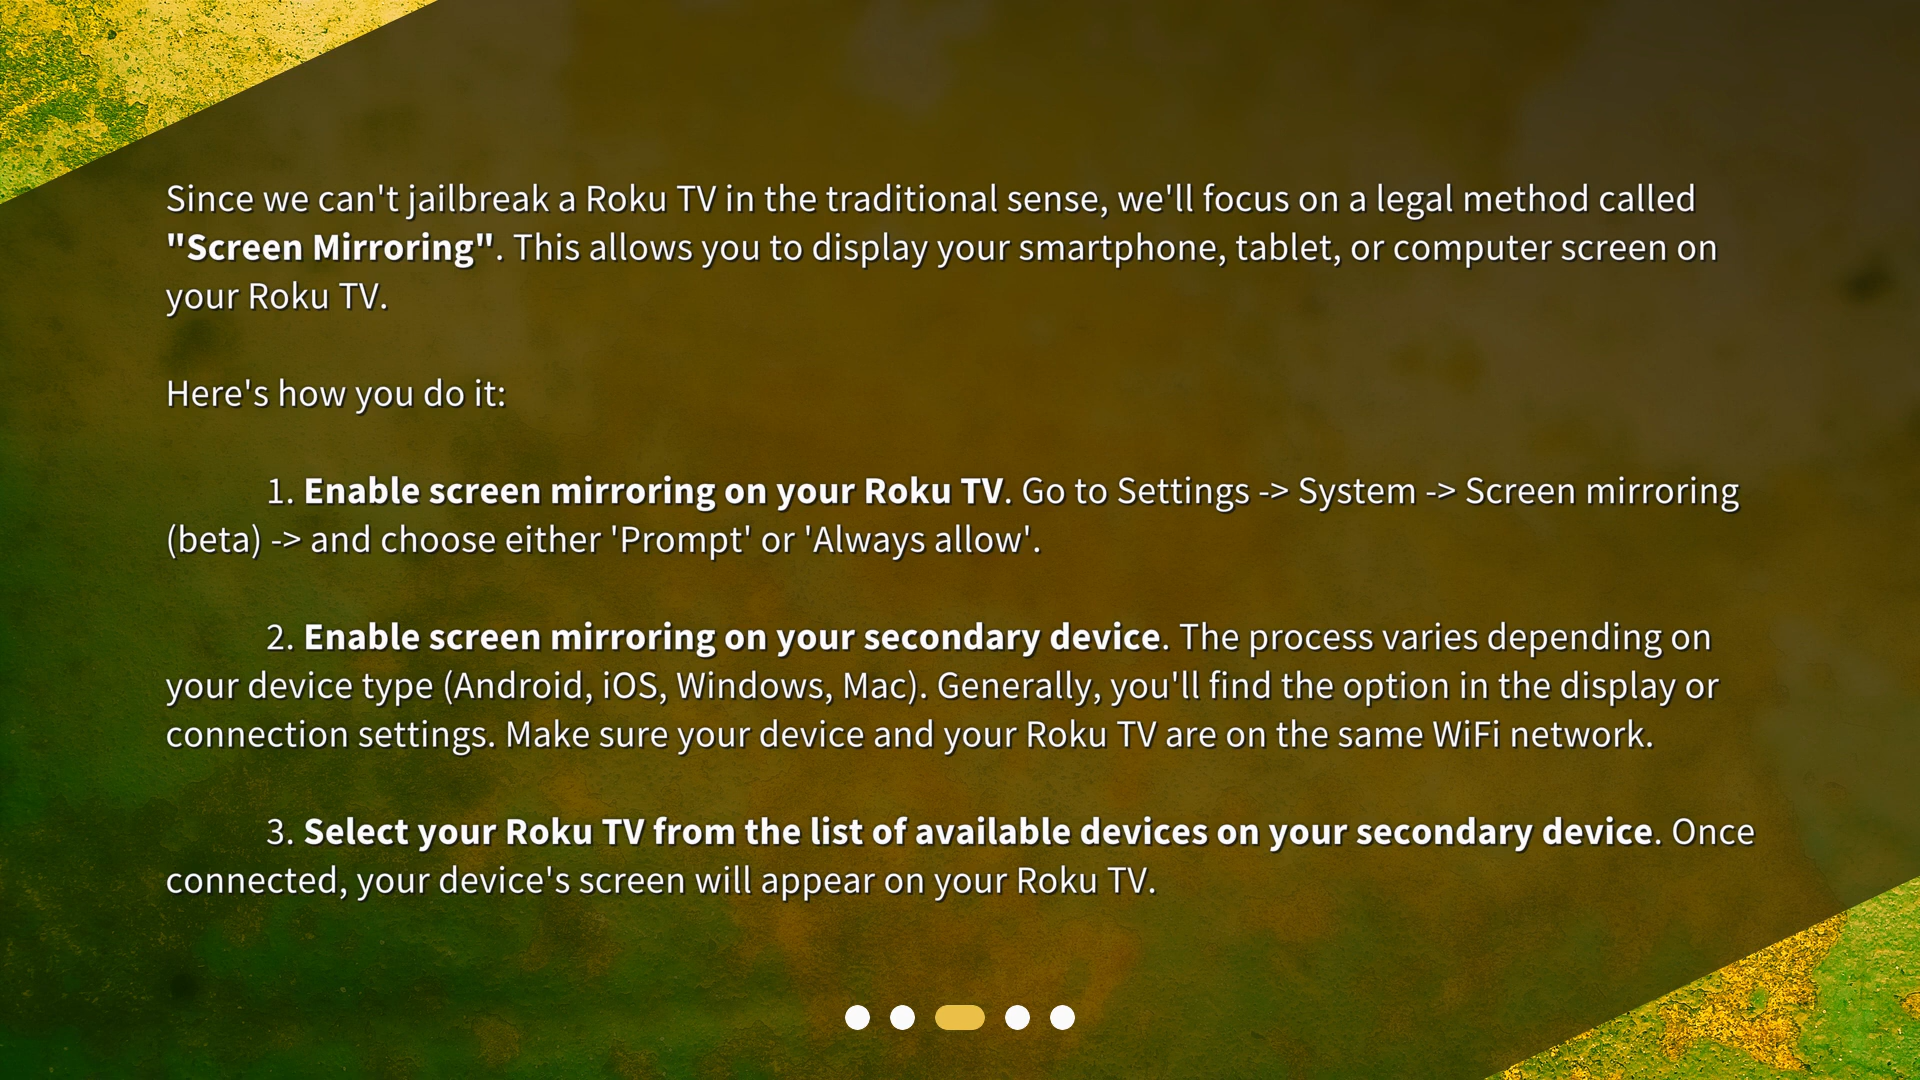 Since we can't jailbreak a Roku TV in the traditional sense, we'll focus on a legal method called
"Screen Mirroring". This allows you to display your smartphone, tablet, or computer screen on
your Roku TV.
Here's how you do it:
1. Enable screen mirroring on your Roku TV. Go to Settings -> System -> Screen mirroring
(beta) -> and choose either 'Prompt' or 'Always allow'.
2. Enable screen mirroring on your secondary device. The process varies depending on
your device type (Android, iOS, Windows, Mac). Generally, you'll find the option in the display or
connection settings. Make sure your device and your Roku TV are on the same WiFi network.
3. Select your Roku TV from the list of available devices on your secondary device. Once
connected, your device's screen will appear on your Roku TV.